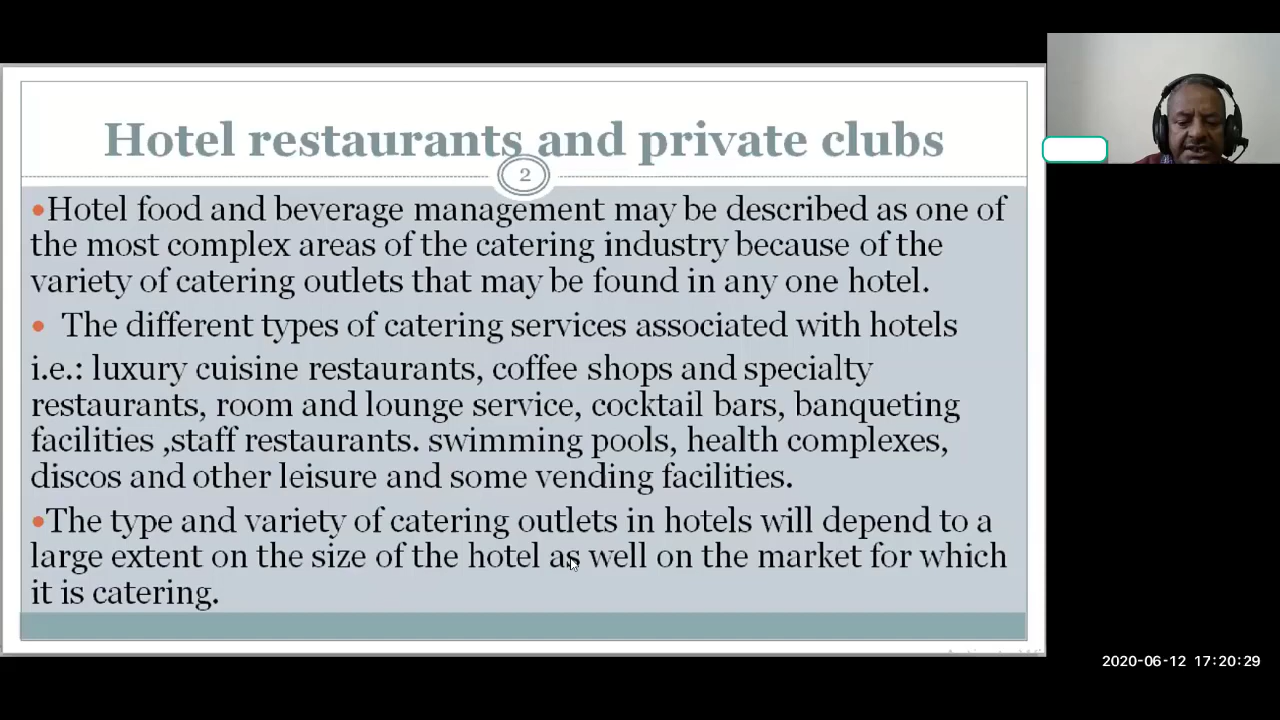 Hotel restaurants and private clubs
2
•Hotel food and beverage management may be described as one of
the most complex areas of the catering industry because of the
variety of catering outlets that may be found in any one hotel.
• The different types of catering services associated with hotels
i.e.: luxury cuisine restaurants, coffee shops and specialty
restaurants, room and lounge service, cocktail bars, banqueting
facilities ,staff restaurants. swimming pools, health complexes,
discos and other leisure and some vending facilities.
•The type and variety of catering outlets in hotels will depend to a
large extent on the size of the hotel as well on the market for which
it is catering.
2020-06-12 17:20:29